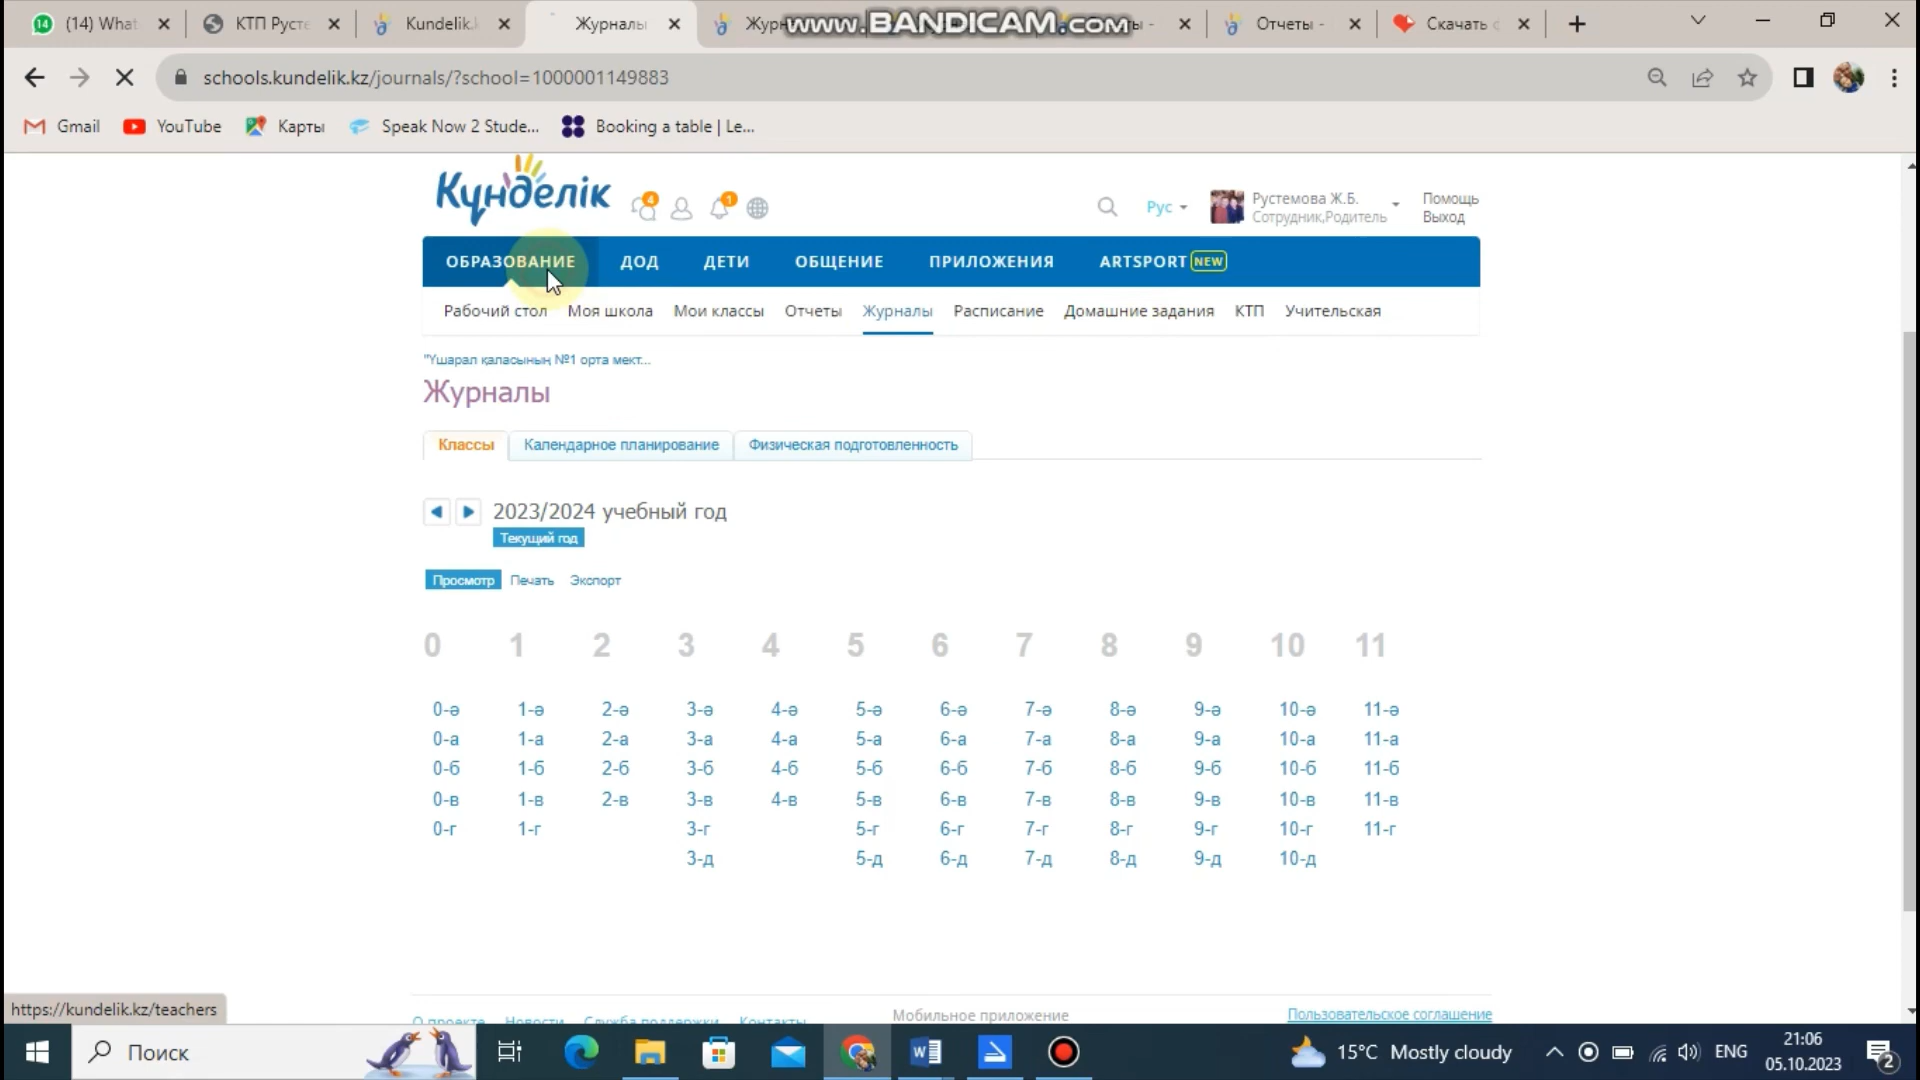 (14) What
КТП Русте
Kundelik.
Журналы
Отчеты -
Скачать
www.BANDICAM.com
schools.kundelik.kz/journals/?school=1000001149883
Gmail
YouTube
Карты
Speak Now 2 Stude...
Booking a table | Le...
Күнделік
4
1
Рус
Рустемова Ж.Б.
Сотрудник,Родитель
Помощь
Выход
ОБРАЗОВАНИЕ ДОД ДЕТИ ОБЩЕНИЕ ПРИЛОЖЕНИЯ ARTSPORT NEW
Рабочий стол Моя школа Мои классы Отчеты Журналы Расписание Домашние задания КТП Учительская
"Үшарал қаласының №1 орта мект...
Журналы
Классы Календарное планирование Физическая подготовленность
2023/2024 учебный год
Текущий год
Просмотр Печать Экспорт
0 1 2 3 4 5 6 7 8 9 10 11
0-ә 1-ә 2-ә 3-ә 4-ә 5-ә 6-ә 7-ә 8-ә 9-ә 10-ә 11-ә
0-а 1-а 2-а 3-а 4-а 5-а 6-а 7-а 8-а 9-а 10-а 11-а
0-б 1-б 2-б 3-б 4-б 5-б 6-б 7-б 8-б 9-б 10-б 11-б
0-в 1-в 2-в 3-в 4-в 5-в 6-в 7-в 8-в 9-в 10-в 11-в
0-г 1-г 3-г 5-г 6-г 7-г 8-г 9-г 10-г 11-г
3-д 5-д 6-д 7-д 8-д 9-д 10-д
https://kundelik.kz/teachers
О проекте Новости Служба поддержки Контакты
Мобильное приложение
Пользовательское соглашение
Поиск
15°C Mostly cloudy
ENG
21:06
05.10.2023
2